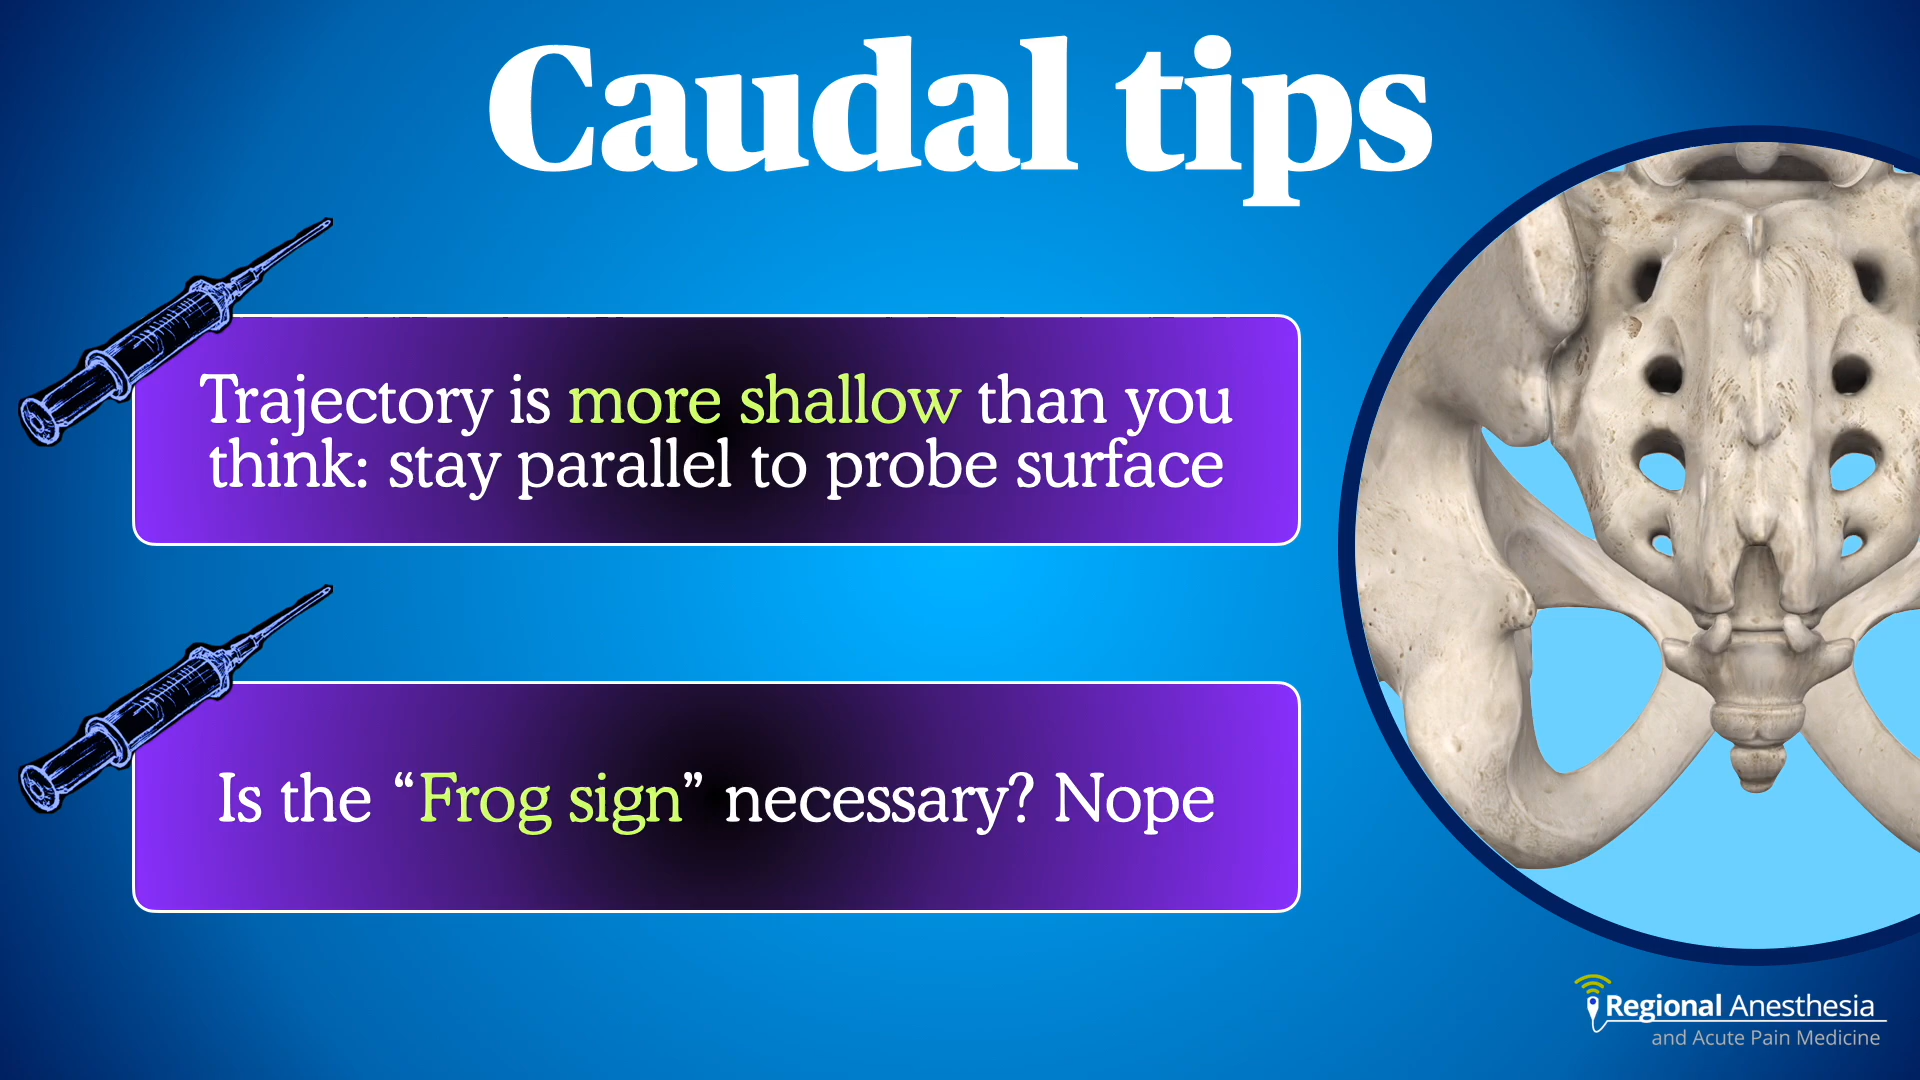 Caudal tips
Trajectory is more shallow than you
think: stay parallel to probe surface
Is the “Frog sign” necessary? Nope
Regional Anesthesia
and Acute Pain Medicine